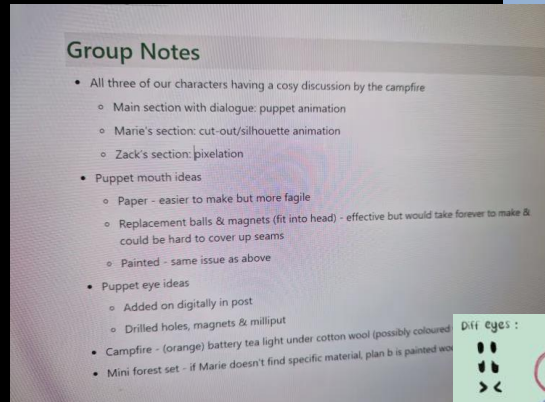 Group Notes
All three of our characters having a cosy discussion by the campfire
Main section with dialogue: puppet animation
Marie's section: cut-out/silhouette animation
Zack's section: pixelation
Puppet mouth ideas
Paper - easier to make but more fagile
Replacement balls & magnets (fit into head) - effective but would take forever to make &
could be hard to cover up seams
Painted - same issue as above
Puppet eye ideas
Added on digitally in post
Drilled holes, magnets & milliput
Campfire - (orange) battery tea light under cotton wool (possibly coloured
Mini forest set - if Marie doesn't find specific material, plan b is painted
Diff eyes :